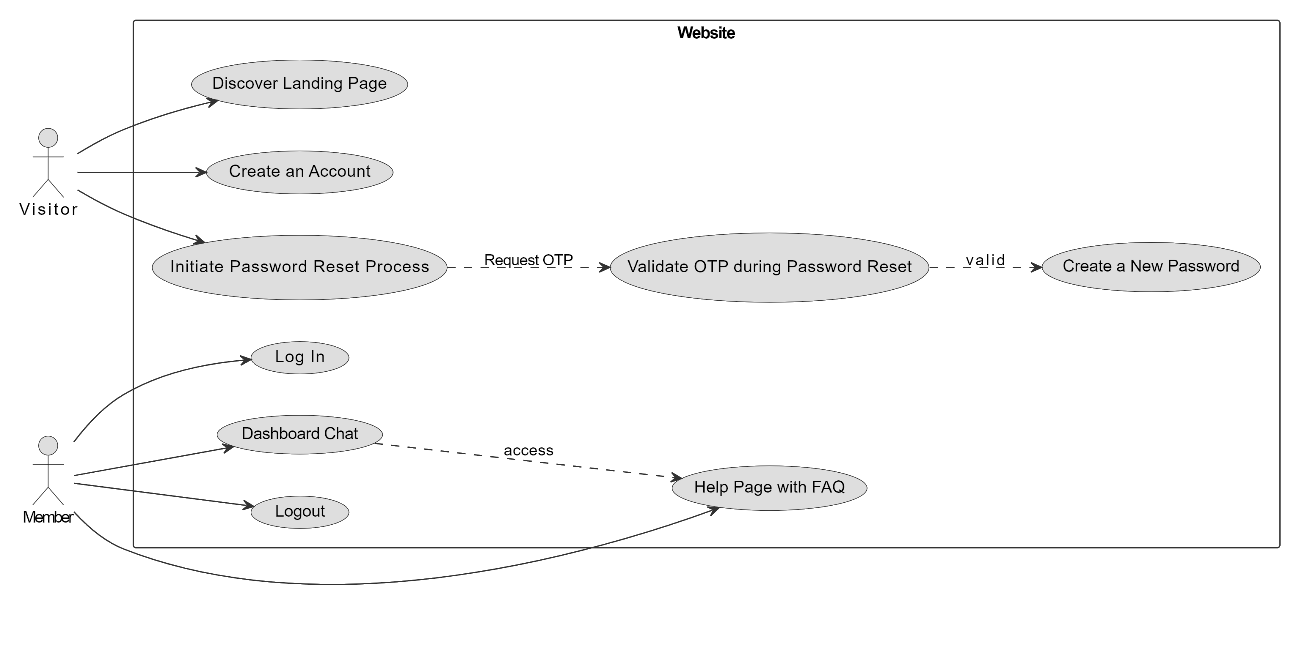 Website
Discover Landing Page
Create an Account
Visitor
Initiate Password Reset Process
Request OTP
Validate OTP during Password Reset
valid
Create a New Password
Log In
Dashboard Chat
access
Help Page with FAQ
Logout
Member